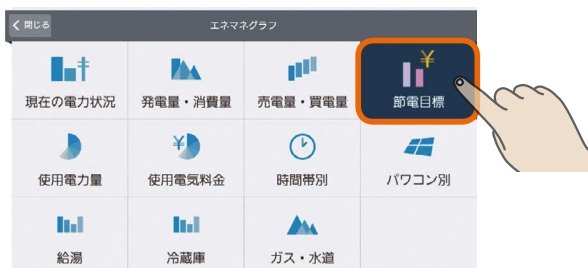 閉じる
エネマネグラフ
現在の電力状況
発電量・消費量
売電量・買電量
¥
節電目標
使用電力量
¥
使用電気料金
時間帯別
パワコン別
給湯
冷蔵庫
ガス・水道